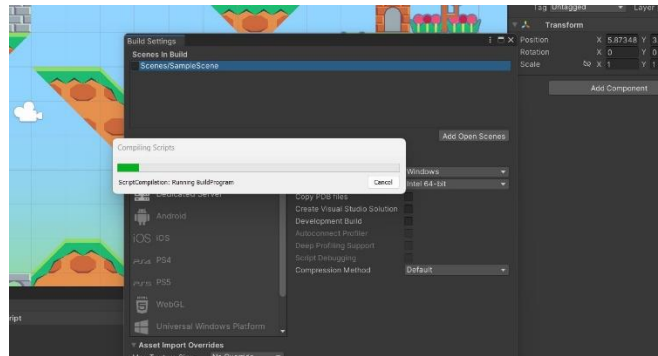 Tag Untagged Layer
Transform
Position X 5.87348 Y 3
Rotation X 0 Y 0
Scale X 1 Y 1
Add Component
Build Settings
Scenes In Build
Scenes/SampleScene
Add Open Scenes
Compiling Scripts
ScriptCompilation: Running BuildProgram
Cancel
Dedicated Server
Android
iOS iOS
PS4 PS4
PS5 PS5
WebGL
Universal Windows Platform
Windows
Intel 64-bit
Copy PDB files
Create Visual Studio Solution
Development Build
Autoconnect Profiler
Deep Profiling Support
Script Debugging
Compression Method Default
ript
Asset Import Overrides